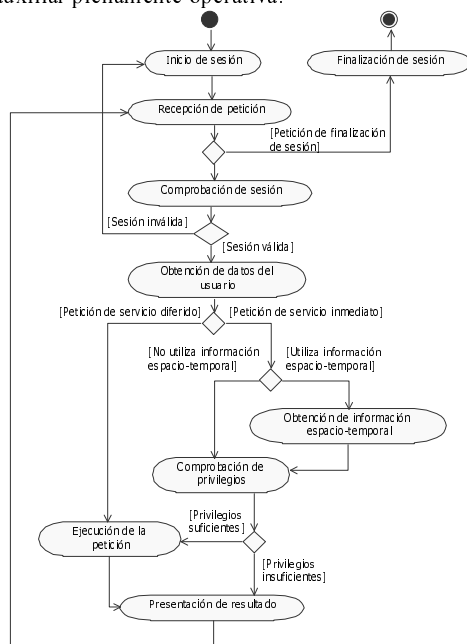 auxiliar plenamente operativa.
Inicio de sesión
Finalización de sesión
Recepción de petición
[Petición de finalización
de sesión]
Comprobación de sesión
[Sesión inválida]
[Sesión válida]
Obtención de datos del
usuario
[Petición de servicio diferido]
[Petición de servicio inmediato]
[No utiliza información
espacio-temporal]
[Utiliza información
espacio-temporal]
Obtención de información
espacio-temporal
Comprobación de
privilegios
[Privilegios
suficientes]
Ejecución de la
petición
[Privilegios
insuficientes]
Presentación de resultado